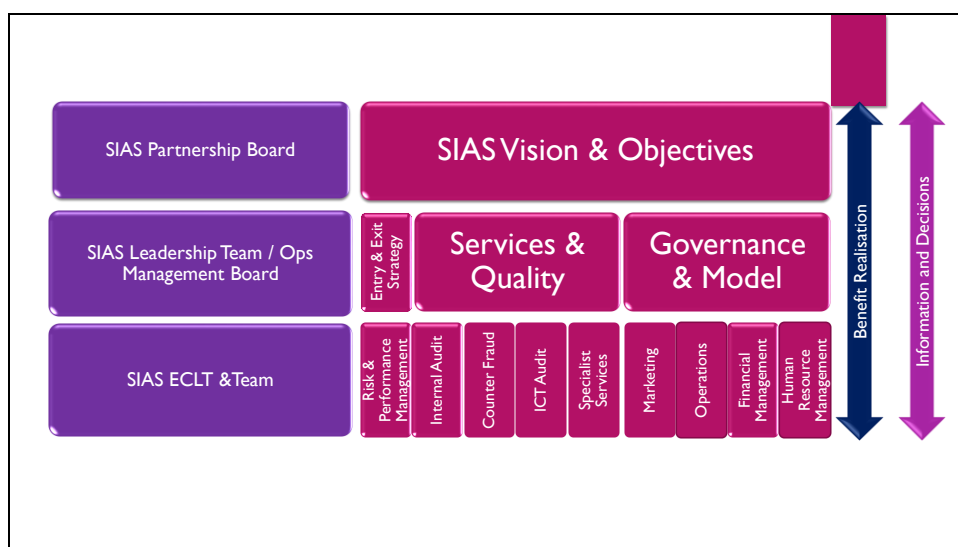 SIAS Partnership Board
SIAS Vision & Objectives
SIAS Leadership Team / Ops
Management Board
Entry & Exit
Strategy
Services &
Quality
Governance
& Model
SIAS ECLT &Team
Risk &
Performance
Management
Internal Audit
Counter Fraud
ICT Audit
Specialist
Services
Marketing
Operations
Financial
Management
Human
Resource
Management
Benefit Realisation
Information and Decisions